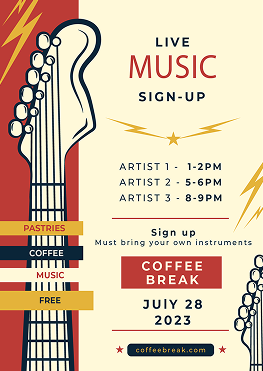 LIVE
MUSIC
SIGN-UP
ARTIST 1 - 1-2PM
ARTIST 2 - 5-6PM
ARTIST 3 - 8-9PM
PASTRIES
COFFEE
MUSIC
FREE
Sign up
Must bring your own instruments
COFFEE
BREAK
JUIY 28
2023
coffeebreak.com